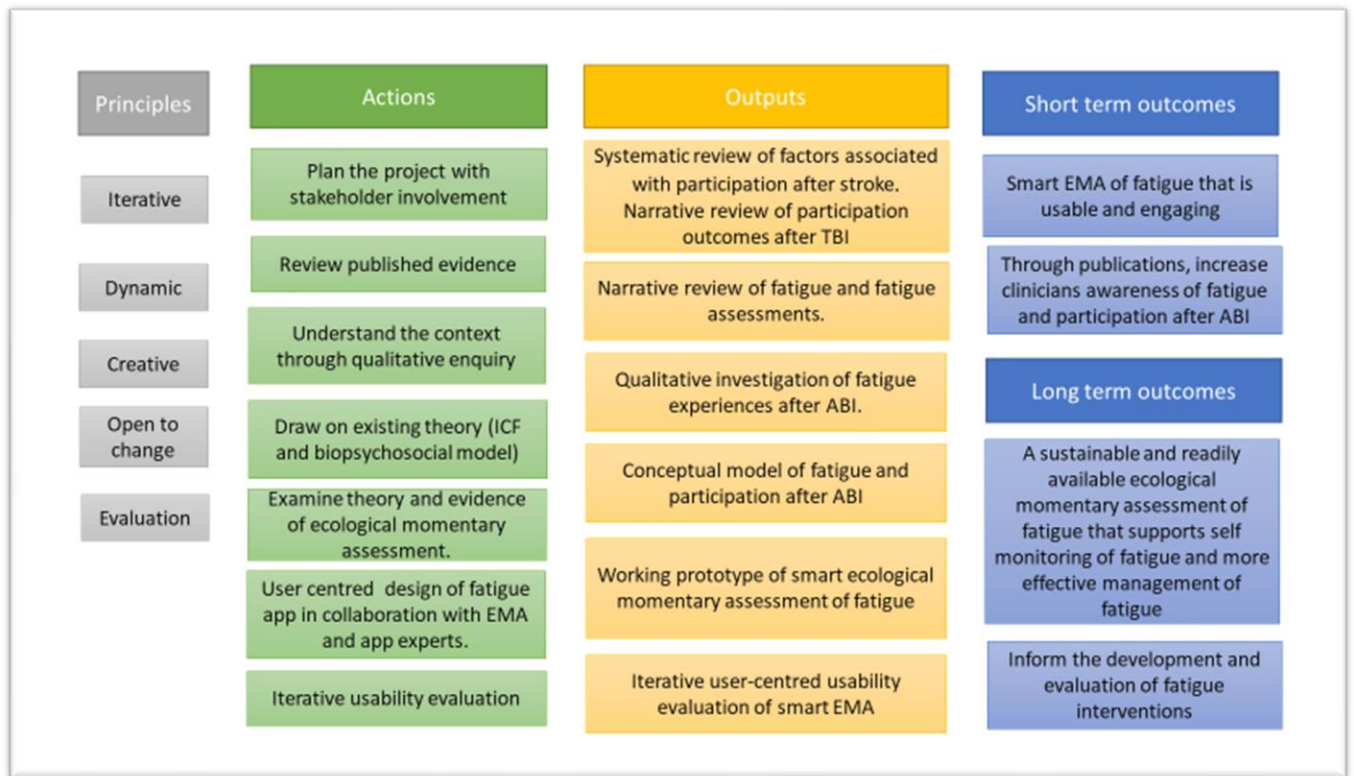 Principles
Iterative
Dynamic
Creative
Open to
change
Evaluation
Actions
Plan the project with
stakeholder involvement
Review published evidence
Understand the context
through qualitative enquiry
Draw on existing theory (ICF
and biopsychosocial model)
Examine theory and evidence
of ecological momentary
assessment.
User centred design of fatigue
app in collaboration with EMA
and app experts.
Iterative usability evaluation
Outputs
Systematic review of factors associated
with participation after stroke.
Narrative review of participation
outcomes after TBI
Narrative review of fatigue and fatigue
assessments.
Qualitative investigation of fatigue
experiences after ABI.
Conceptual model of fatigue and
participation after ABI
Working prototype of smart ecological
momentary assessment of fatigue
Iterative user-centred usability
evaluation of smart EMA
Short term outcomes
Smart EMA of fatigue that is
usable and engaging
Through publications, increase
clinicians awareness of fatigue
and participation after ABI
Long term outcomes
A sustainable and readily
available ecological
momentary assessment of
fatigue that supports self
monitoring of fatigue and more
effective management of
fatigue
Inform the development and
evaluation of fatigue
interventions